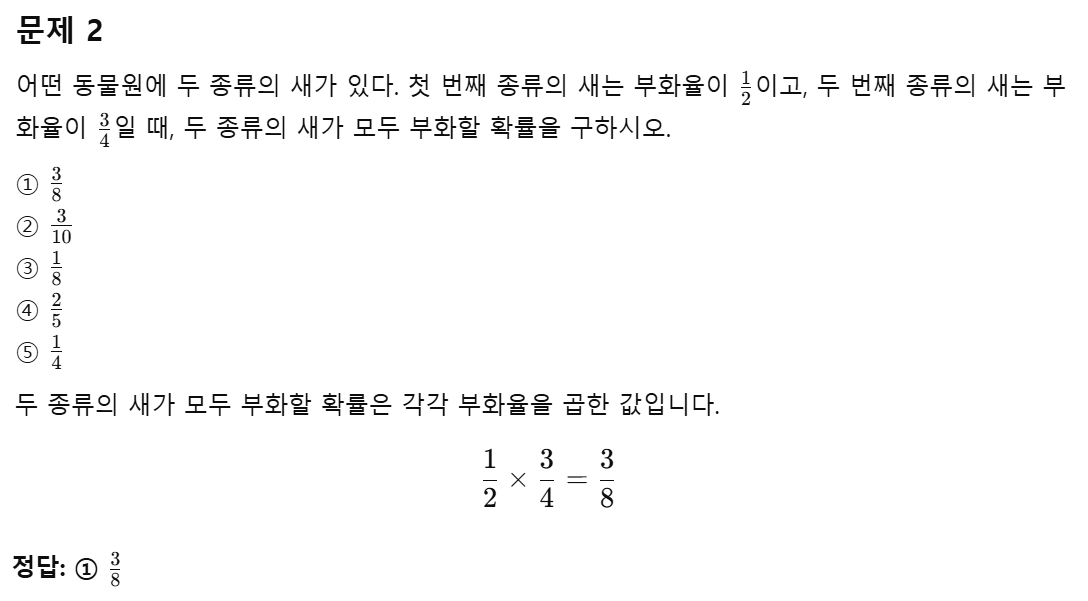 문제 2
어떤 동물원에 두 종류의 새가 있다. 첫 번째 종류의 새는 부화율이 1/2이고, 두 번째 종류의 새는 부
화율이 3/4일 때, 두 종류의 새가 모두 부화할 확률을 구하시오.
① 3/8
② 3/10
③ 1/8
④ 2/5
⑤ 1/4
두 종류의 새가 모두 부화할 확률은 각각 부화율을 곱한 값입니다.
1/2 × 3/4 = 3/8
정답: ① 3/8